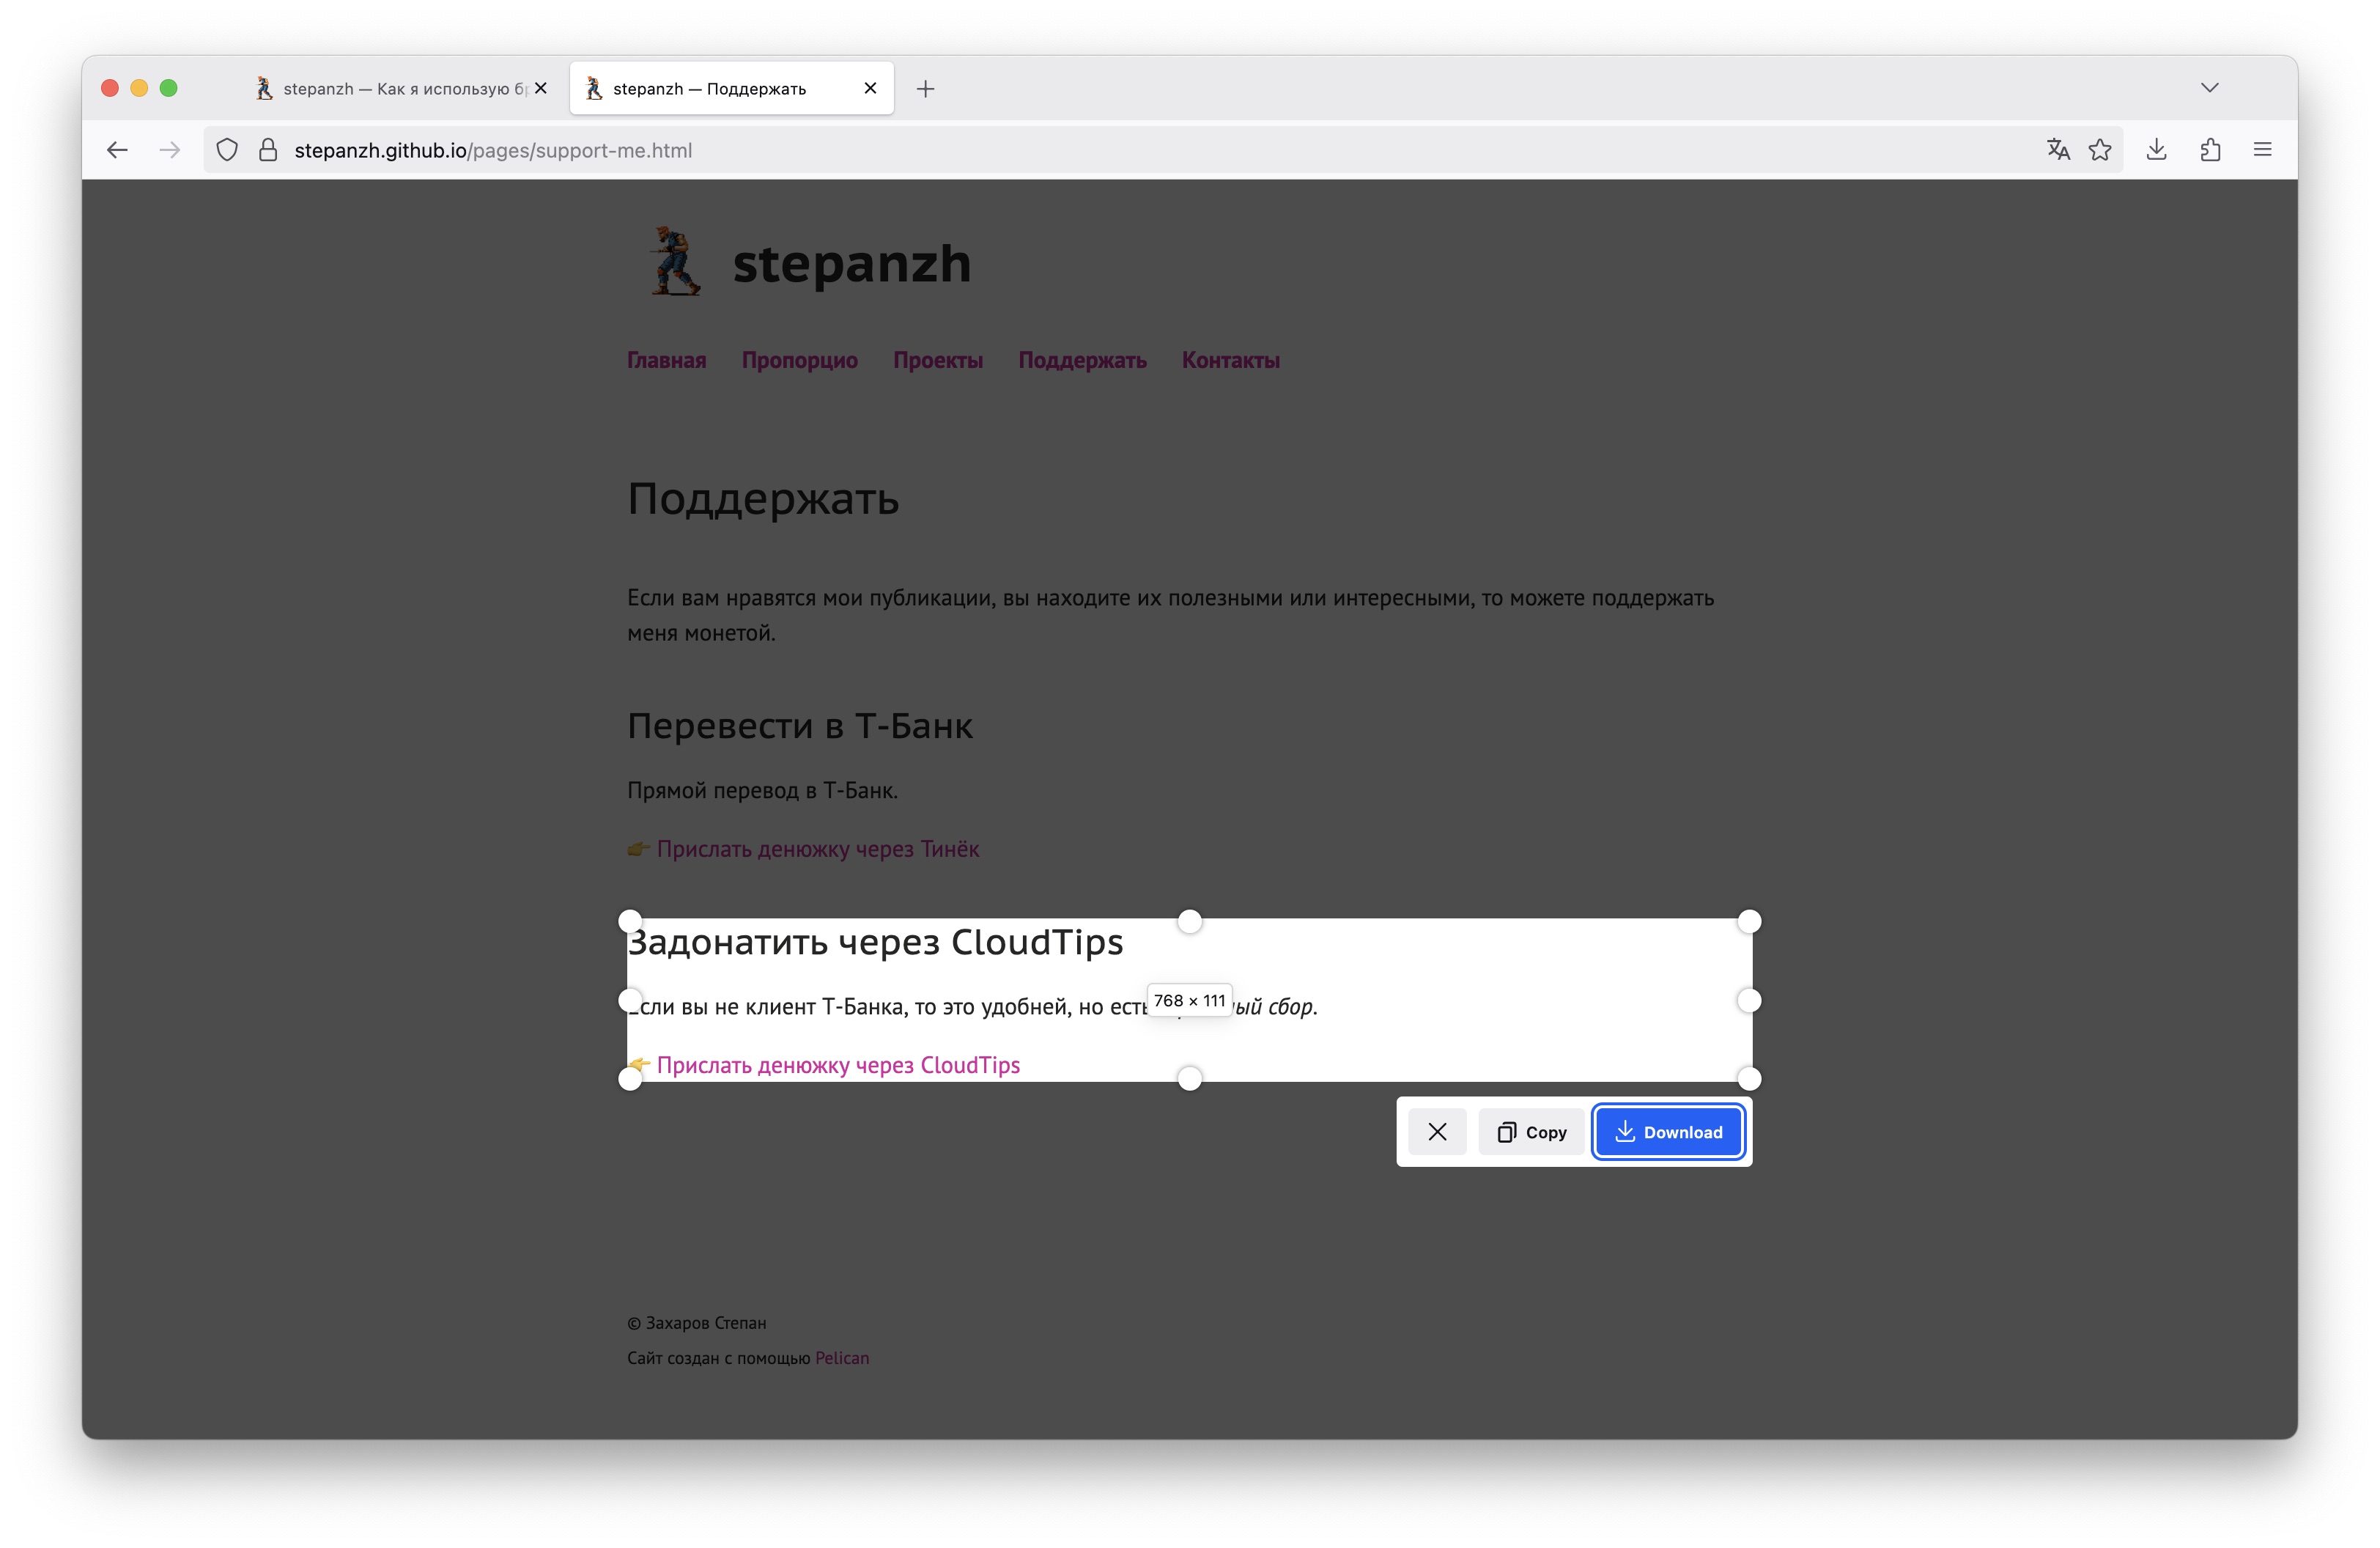 stepanzh — Как я использую
stepanzh — Поддержать
stepanzh.github.io/pages/support-me.html
stepanzh
Главная Пропорцио Проекты Поддержать Контакты
Поддержать
Если вам нравятся мои публикации, вы находите их полезными или интересными, то можете поддержать
меня монетой.
Перевести в Т-Банк
Прямой перевод в Т-Банк.
👉 Прислать денюжку через Тинёк
Задонатить через CloudTips
Если вы не клиент Т-Банка, то это удобней, но есть сбор.
768 × 111
👉 Прислать денюжку через CloudTips
Copy Download
© Захаров Степан
Сайт создан с помощью Pelican